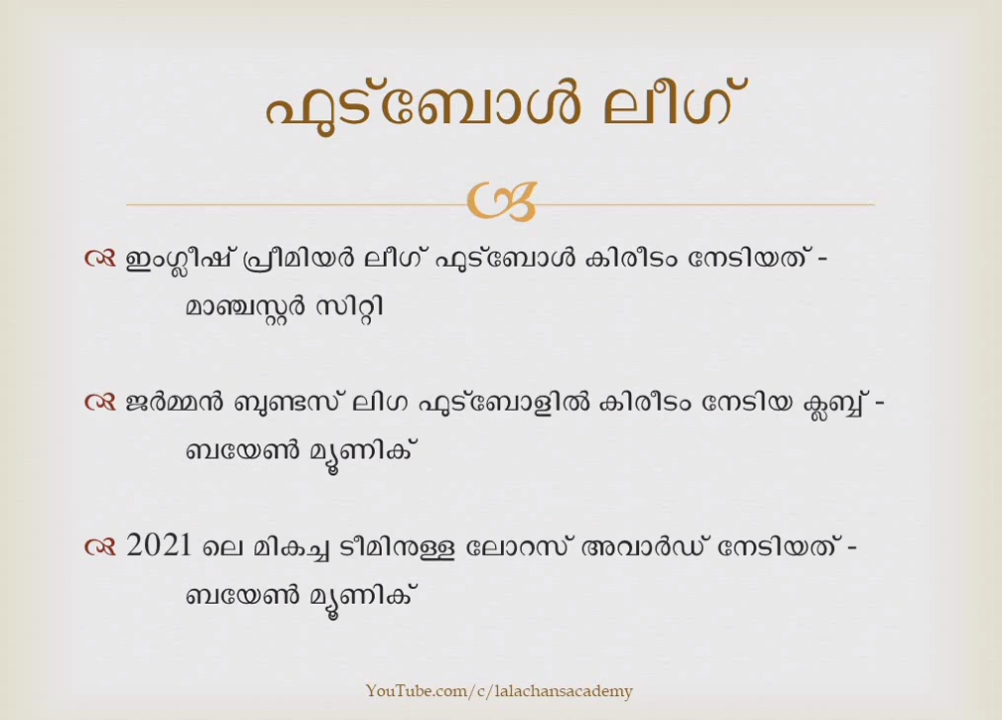 ഫുട്ബോൾ ലീഗ്
ഇംഗ്ലീഷ് പ്രീമിയർ ലീഗ് ഫുട്ബോൾ കിരീടം നേടിയത് -
മാഞ്ചസ്റ്റർ സിറ്റി
ജർമ്മൻ ബുണ്ടസ് ലിഗ ഫുട്ബോളിൽ കിരീടം നേടിയ ക്ലബ്ബ് -
ബയേൺ മ്യൂണിക്
2021 ലെ മികച്ച ടീമിനുള്ള ലോറസ് അവാർഡ് നേടിയത് -
ബയേൺ മ്യൂണിക്
YouTube.com/c/lalachansacademy